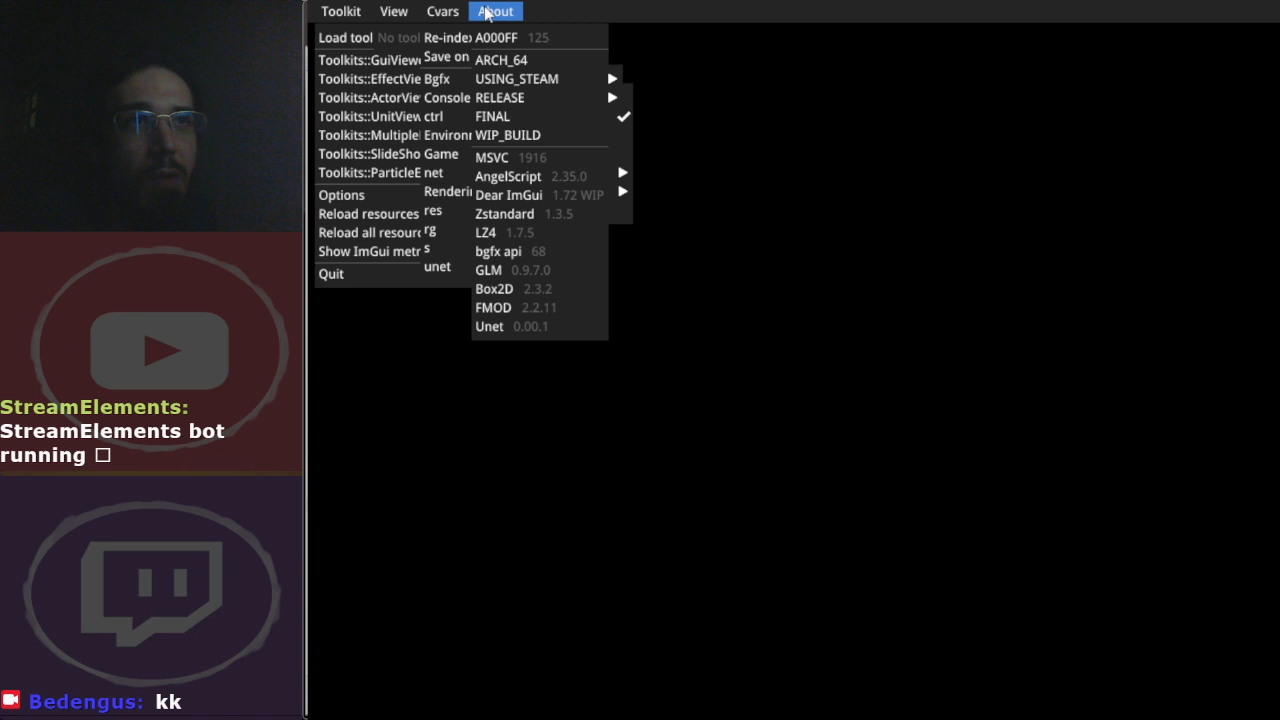 Toolkit View Cvars About
Load tool No tool
Toolkits::GuiView
Toolkits::EffectVie
Toolkits::ActorVie
Toolkits::UnitView
Toolkits::Multiple
Toolkits::SlideSho
Toolkits::ParticleE
Options
Reload resources
Reload all resourc
Show ImGui metr
Quit
Re-index
Save on
Bgfx
Console
ctrl
Environ
Game
net
Renderi
res
rg
s
unet
A000FF 125
ARCH_64
USING_STEAM
RELEASE
FINAL
WIP_BUILD
MSVC 1916
AngelScript 2.35.0
Dear ImGui 1.72 WIP
Zstandard 1.3.5
LZ4 1.7.5
bgfx api 68
GLM 0.9.7.0
Box2D 2.3.2
FMOD 2.2.11
Unet 0.00.1
StreamElements:
StreamElements bot
running
Bedengus: kk